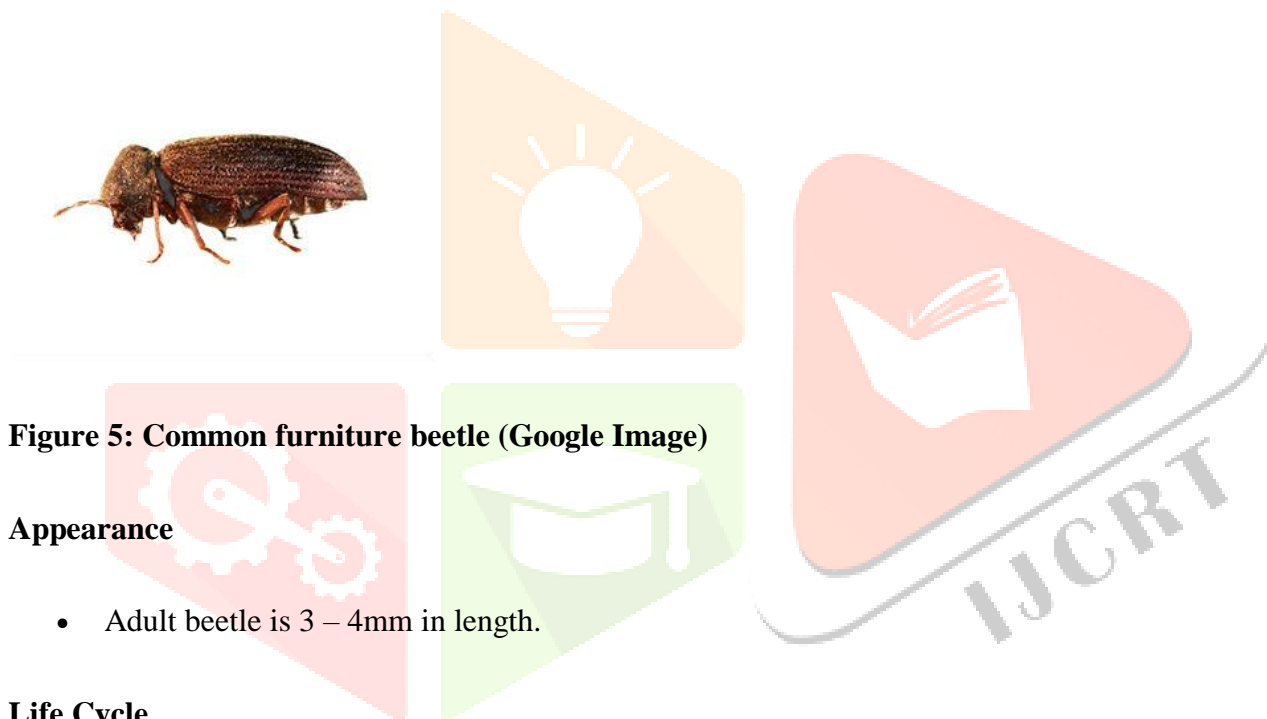 Figure 5: Common furniture beetle (Google Image)
Appearance
• Adult beetle is 3 – 4mm in length.
Life Cycle
IJCRT